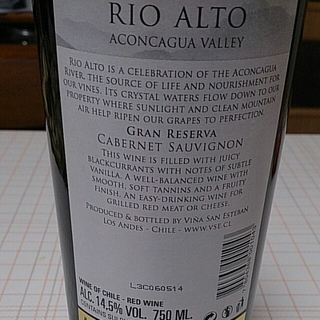 RIO ALTO
ACONCAGUA VALLEY
RIO ALTO IS A CELEBRATION OF THE ACONCAGUA
RIVER. THE SOURCE OF LIFE AND NOURISHMENT FOR
OUR VINES. ITS CRYSTAL WATERS FLOW DOWN TO OUR
PROPERTY WHERE SUNLIGHT AND CLEAN MOUNTAIN
AIR HELP RIPEN OUR GRAPES TO PERFECTION.
GRAN RESERVA
CABERNET SAUVIGNON
THIS WINE IS FILLED WITH JUICY
BLACKCURRANTS WITH NOTES OF SUBTLE
VANILLA. A WELL-BALANCED WINE WITH
SMOOTH, SOFT TANNINS AND A FRUITY
FINISH. AN EASY-DRINKING WINE FOR
GRILLED RED MEAT OR CHEESE.
PRODUCED & BOTTLED BY VIÑA SAN ESTEBAN
LOS ANDES - CHILE - WWW.VSE.CL
L3C060514
WINE OF CHILE - RED WINE
ALC. 14.5% VOL. 750 ML.
CONTAINS